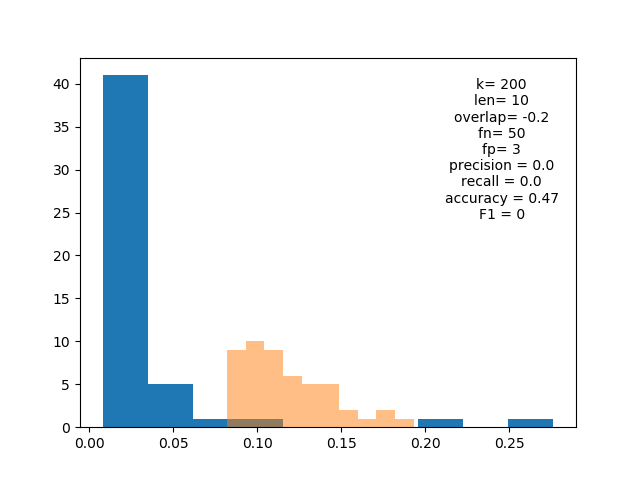 k= 200
len= 10
overlap= -0.2
fn= 50
fp= 3
precision = 0.0
recall = 0.0
accuracy = 0.47
F1 = 0
40
35
30
25
20
15
10
5
0
0.00 0.05 0.10 0.15 0.20 0.25